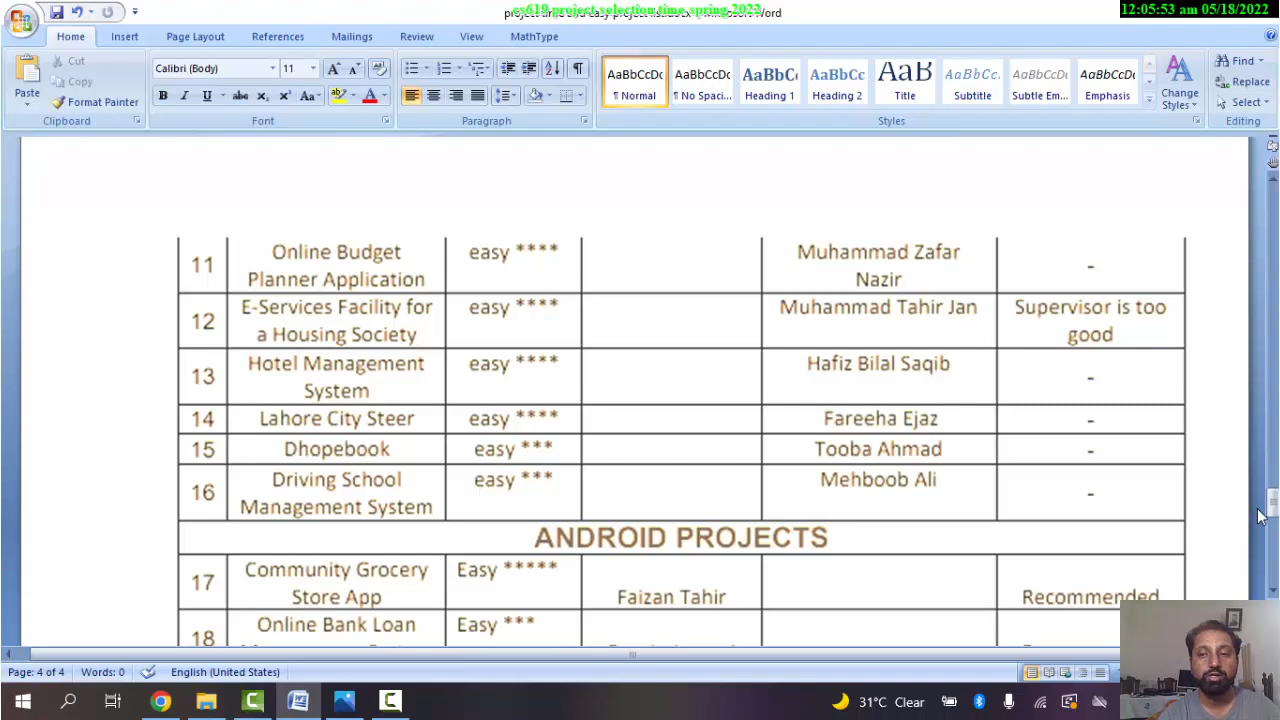 cs619 project selection time spring 2022
12:05:53 am 05/18/2022
Home Insert Page Layout References Mailings Review View MathType
Paste
Cut
Copy
Format Painter
Clipboard
Calibri (Body) 11
Font
Paragraph
AaBbCcDc AaBbCcDc AaBbCc AaBbCc AaB AaBbCc. AaBbCcDc AaBbCcDc
¶ Normal ¶ No Spaci... Heading 1 Heading 2 Title Subtitle Subtle Em... Emphasis
Change Styles
Styles
Find
Replace
Select
Editing
11 Online Budget easy **** Muhammad Zafar -
Planner Application Nazir
12 E-Services Facility for easy **** Muhammad Tahir Jan Supervisor is too
a Housing Society good
13 Hotel Management easy **** Hafiz Bilal Saqib -
System
14 Lahore City Steer easy **** Fareeha Ejaz -
15 Dhopebook easy *** Tooba Ahmad -
16 Driving School easy *** Mehboob Ali -
Management System
ANDROID PROJECTS
17 Community Grocery Easy *****
Store App Faizan Tahir Recommended
18 Online Bank Loan Easy ***
Page: 4 of 4 Words: 0 English (United States)
31°C Clear